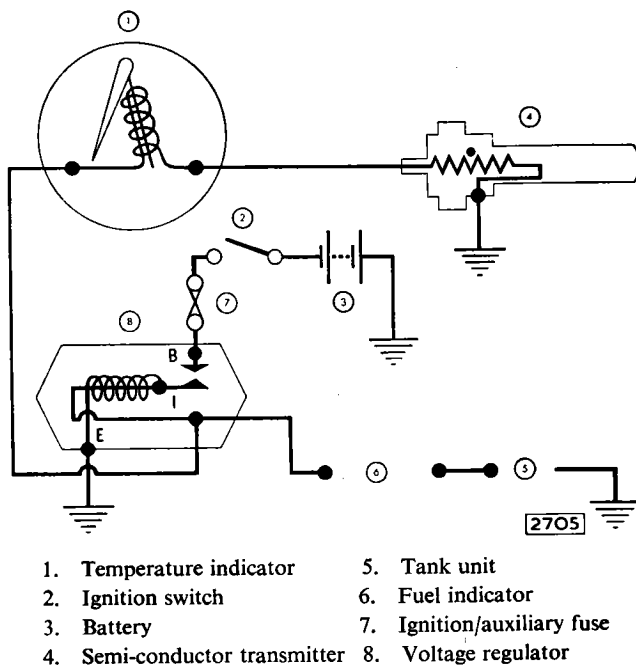 1
4
2
7
3
8
B
I
E
6
5
2705
1. Temperature indicator
2. Ignition switch
3. Battery
4. Semi-conductor transmitter
5. Tank unit
6. Fuel indicator
7. Ignition/auxiliary fuse
8. Voltage regulator